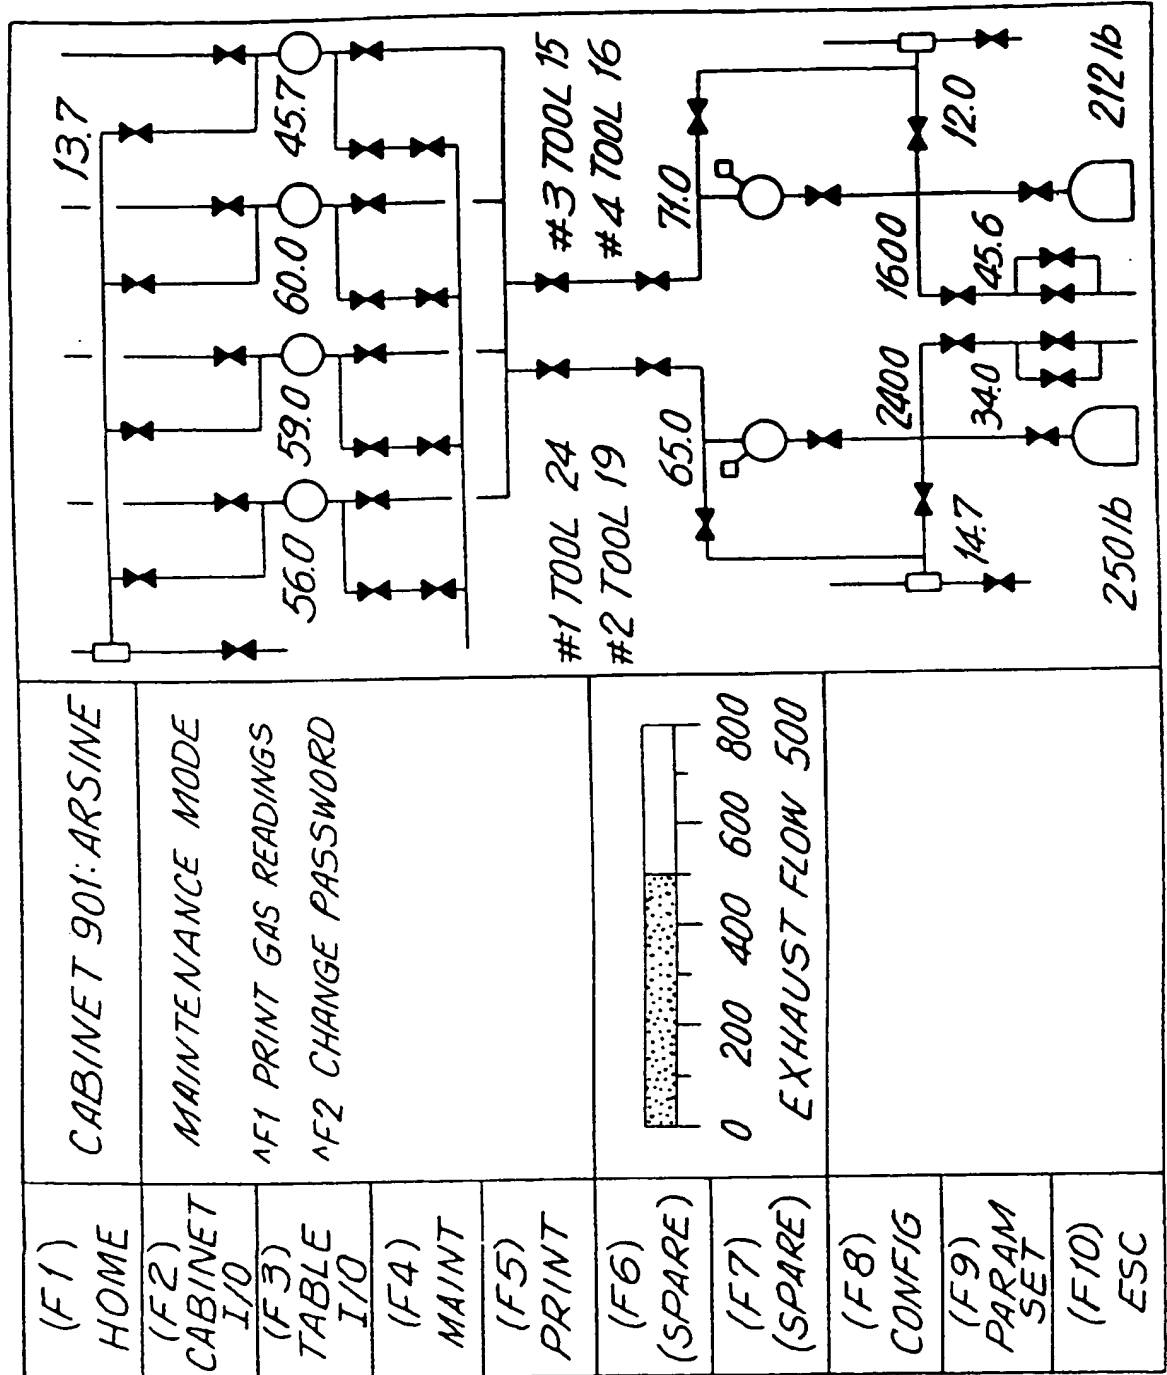 (F1)
HOME
(F2)
CABINET
I/O
(F3)
TABLE
I/O
(F4)
MAINT
(F5)
PRINT
(F6)
(SPARE)
(F7)
(SPARE)
(F8)
CONFIG
(F9)
PARAM
SET
(F10)
ESC
CABINET 901: ARSINE
MAINTENANCE MODE
^F1 PRINT GAS READINGS
^F2 CHANGE PASSWORD
0 200 400 600 800
EXHAUST FLOW 500
13.7
56.0 59.0 60.0 45.7
#1 TOOL 24
#2 TOOL 19
#3 TOOL 15
#4 TOOL 16
65.0 71.0
2400 1600
14.7 34.0 45.6 12.0
250 lb 212 lb